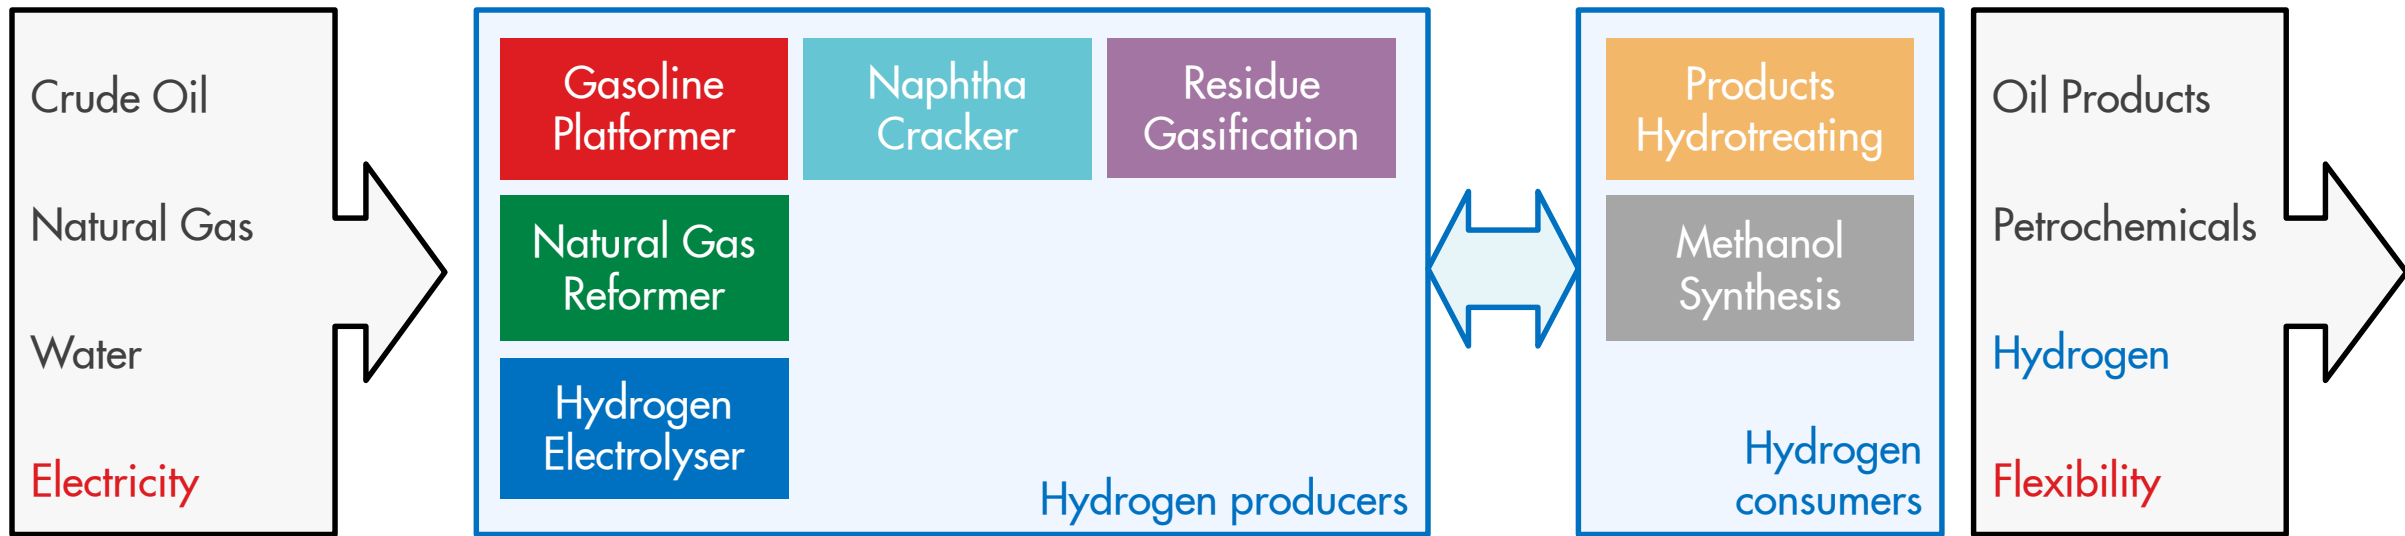 Crude Oil
Natural Gas
Water
Electricity
Gasoline
Platformer
Naphtha
Cracker
Residue
Gasification
Natural Gas
Reformer
Hydrogen
Electrolyser
Hydrogen producers
Products
Hydrotreating
Methanol
Synthesis
Hydrogen
consumers
Oil Products
Petrochemicals
Hydrogen
Flexibility